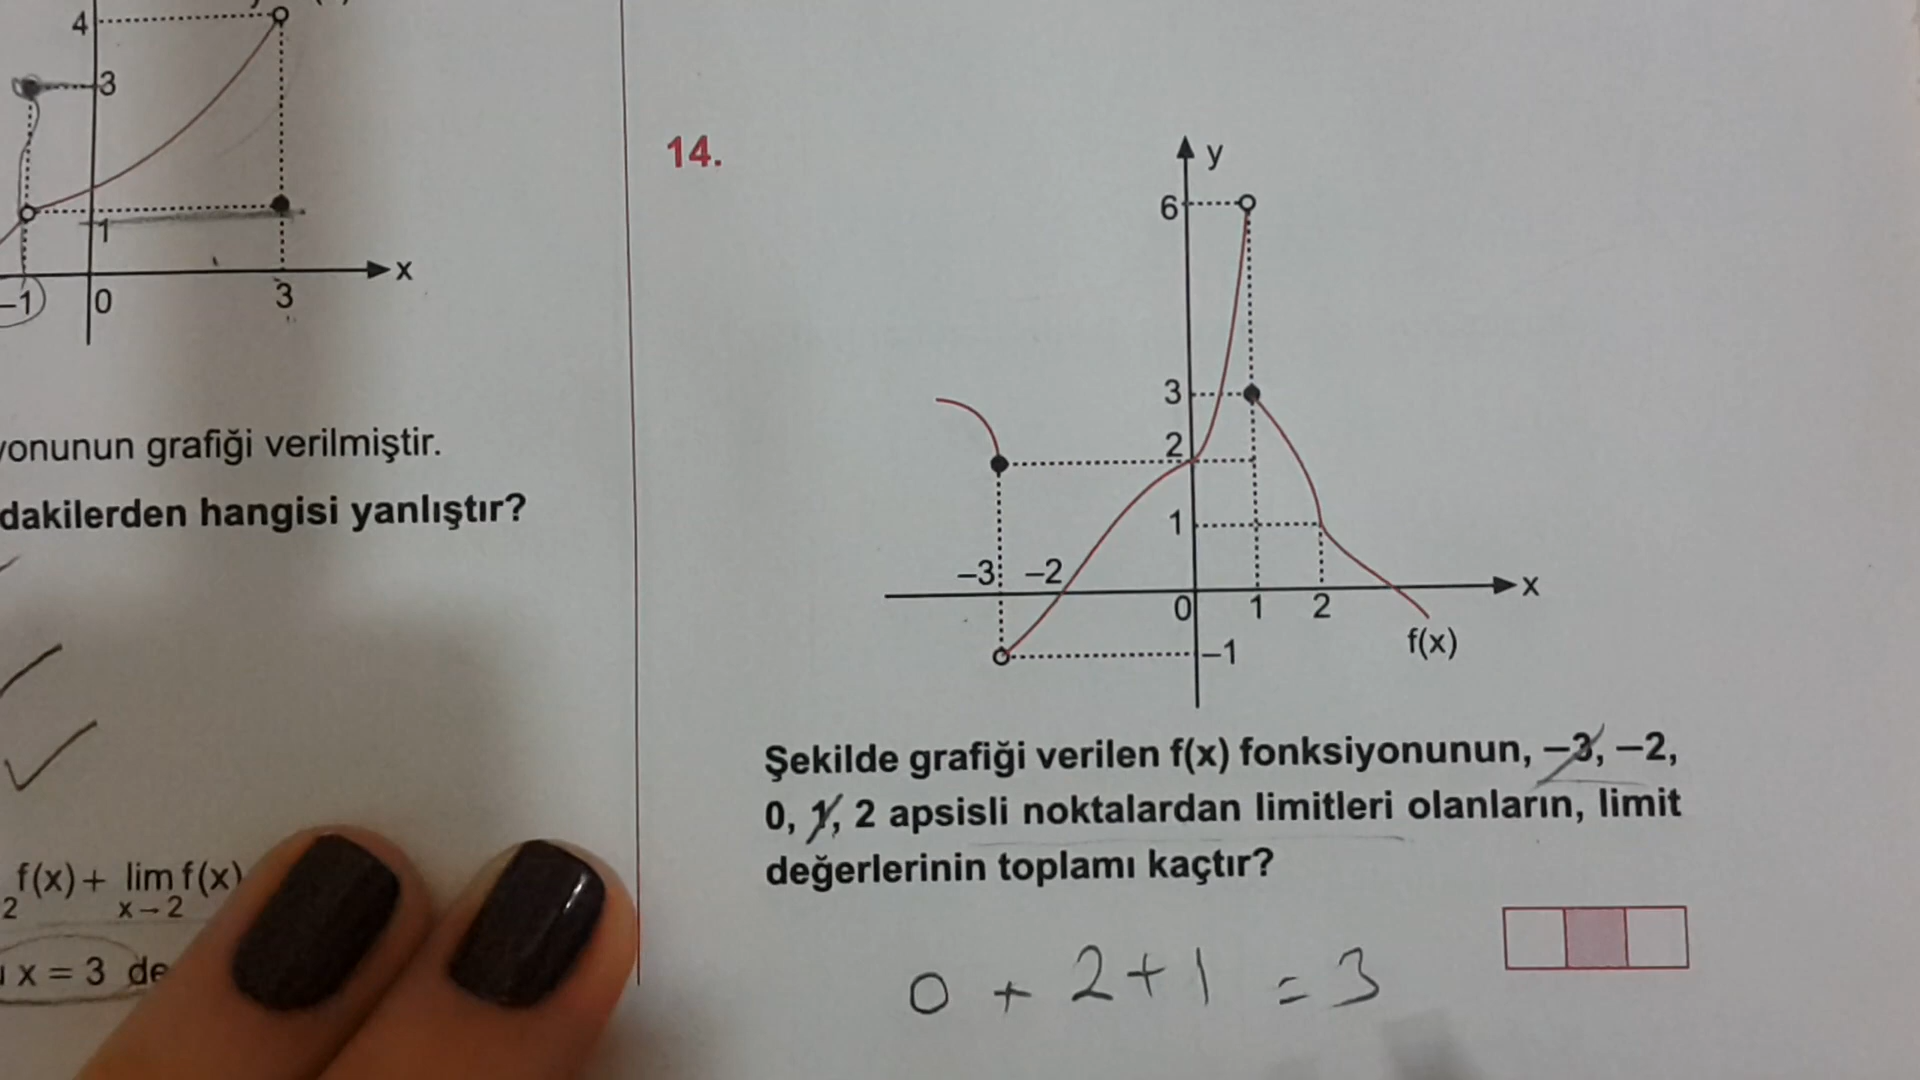 4
3
1
x
–1
0
3
yonunun grafiği verilmiştir.
dakilerden hangisi yanlıştır?
f(x) + lim f(x)
2
x→2
x = 3 de
14.
y
6
3
2
1
–3
–2
0
1
2
x
–1
f(x)
Şekilde grafiği verilen f(x) fonksiyonunun, –3, –2,
0, 1, 2 apsisli noktalardan limitleri olanların, limit
değerlerinin toplamı kaçtır?
0 + 2+1 = 3